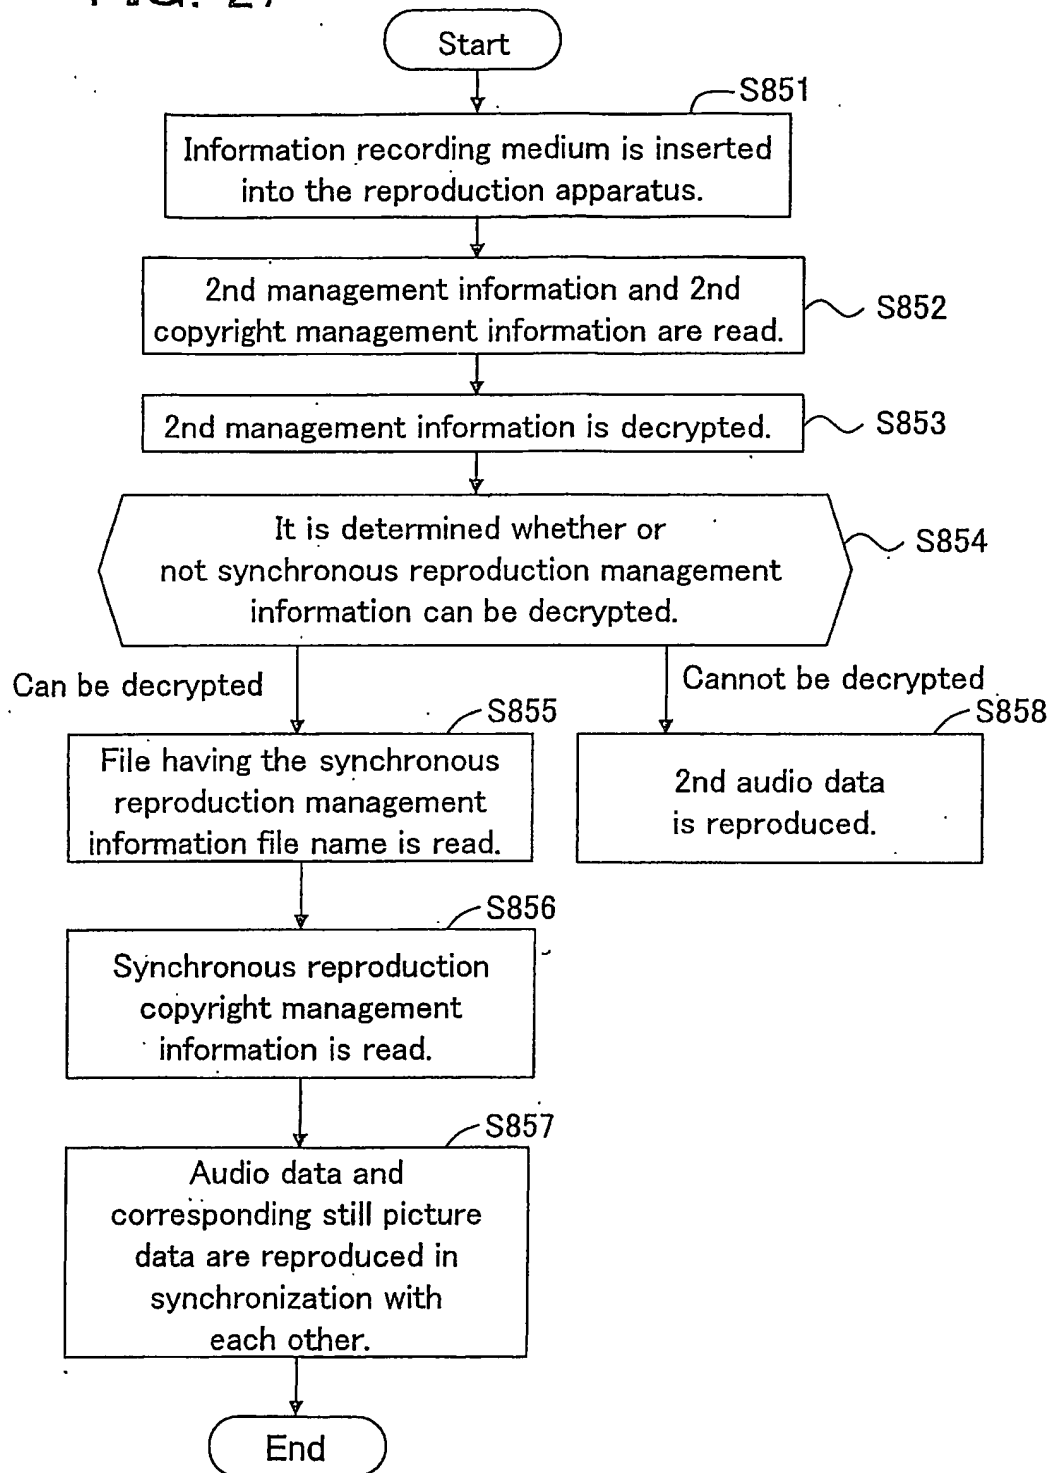 Start
S851
Information recording medium is inserted
into the reproduction apparatus.
2nd management information and 2nd
copyright management information are read.
S852
2nd management information is decrypted.
S853
It is determined whether or
not synchronous reproduction management
information can be decrypted.
S854
Can be decrypted
Cannot be decrypted
S855
File having the synchronous
reproduction management
information file name is read.
S858
2nd audio data
is reproduced.
S856
Synchronous reproduction
copyright management
information is read.
S857
Audio data and
corresponding still picture
data are reproduced in
synchronization with
each other.
End